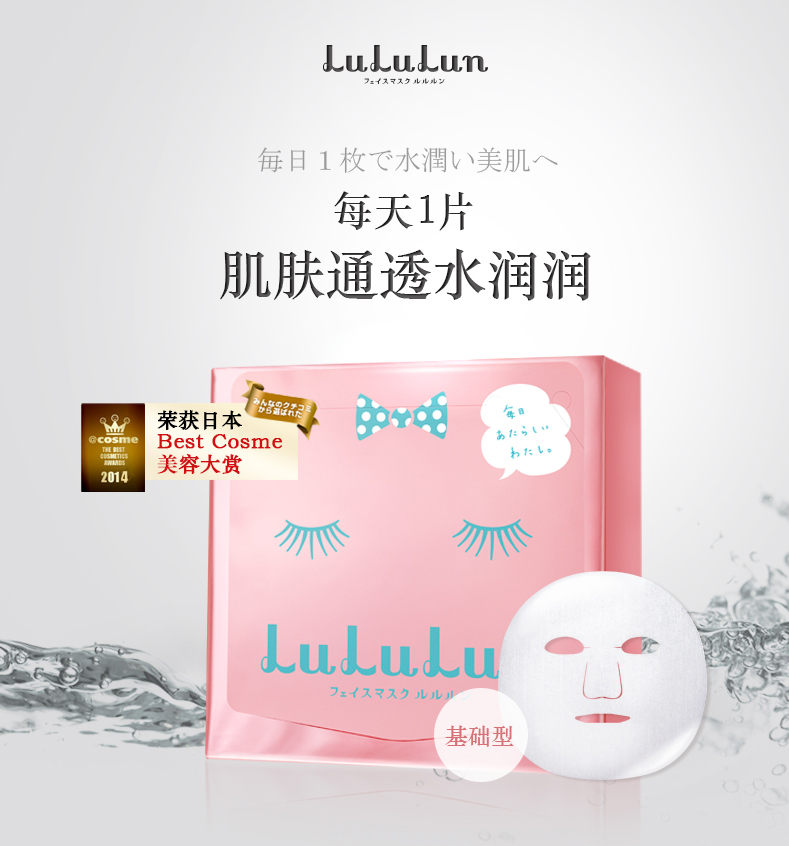 LuLuLun
フェイスマスク ルルルン
毎日１枚で水潤い美肌へ
每天1片
肌肤通透水润润
みんなのクチコミ
から選ばれた
@cosme
THE BEST
COSMETICS
AWARDS
2014
荣获日本
Best Cosme
美容大赏
毎日
あたらしい
わたし。
LuLuLu
フェイスマスク ルルルン
基础型